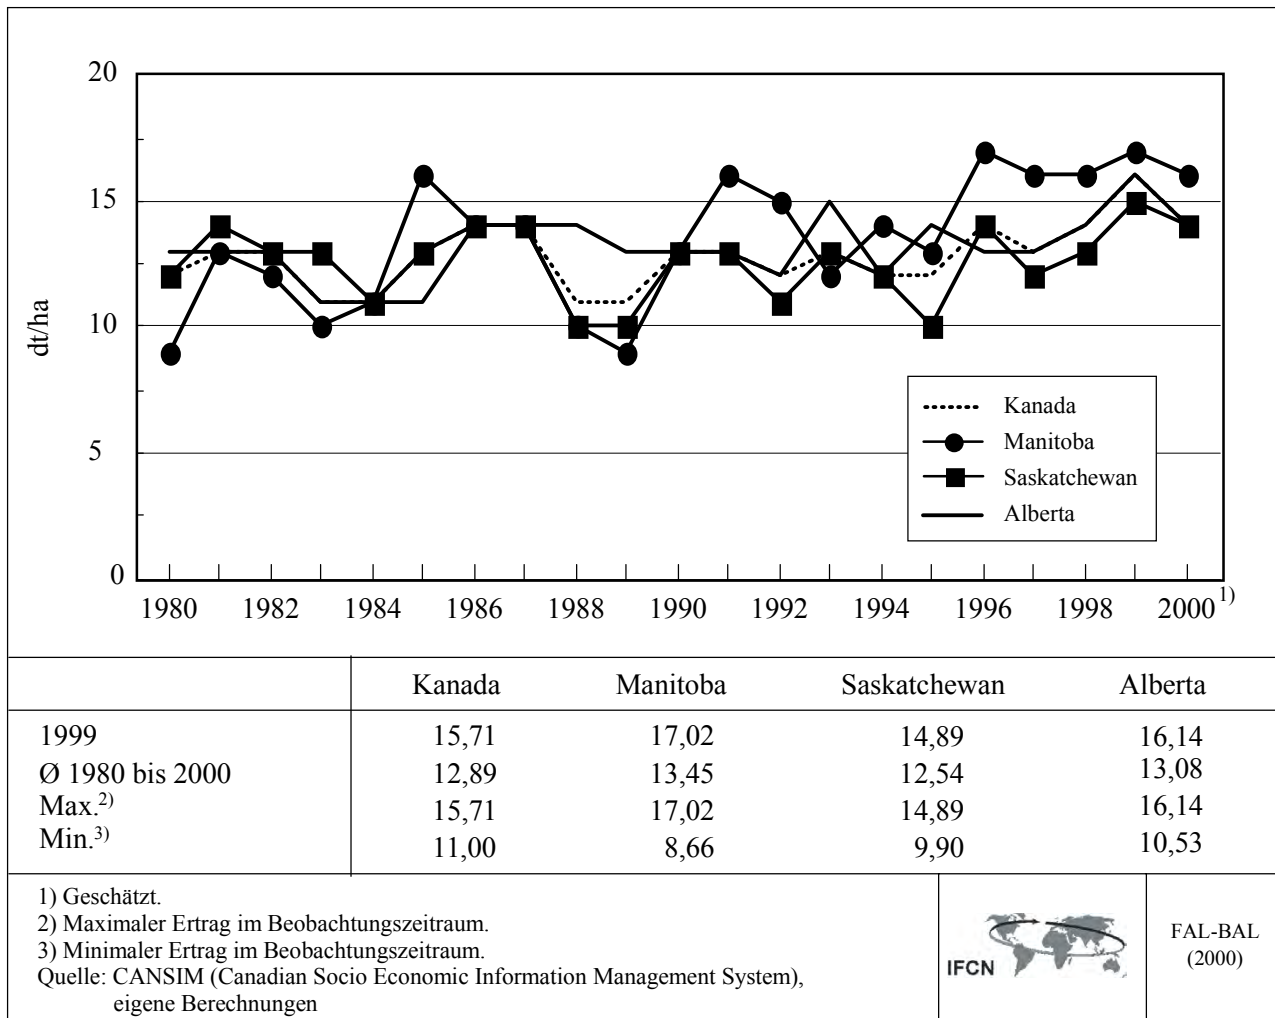 20
15
10
5
0
dt/ha
Kanada
Manitoba
Saskatchewan
Alberta
1980 1982 1984 1986 1988 1990 1992 1994 1996 1998 2000 1)
Kanada Manitoba Saskatchewan Alberta
1999 15,71 17,02 14,89 16,14
Ø 1980 bis 2000 12,89 13,45 12,54 13,08
Max.2) 15,71 17,02 14,89 16,14
Min.3) 11,00 8,66 9,90 10,53
1) Geschätzt.
2) Maximaler Ertrag im Beobachtungszeitraum.
3) Minimaler Ertrag im Beobachtungszeitraum.
Quelle: CANSIM (Canadian Socio Economic Information Management System),
eigene Berechnungen
IFCN
FAL-BAL
(2000)